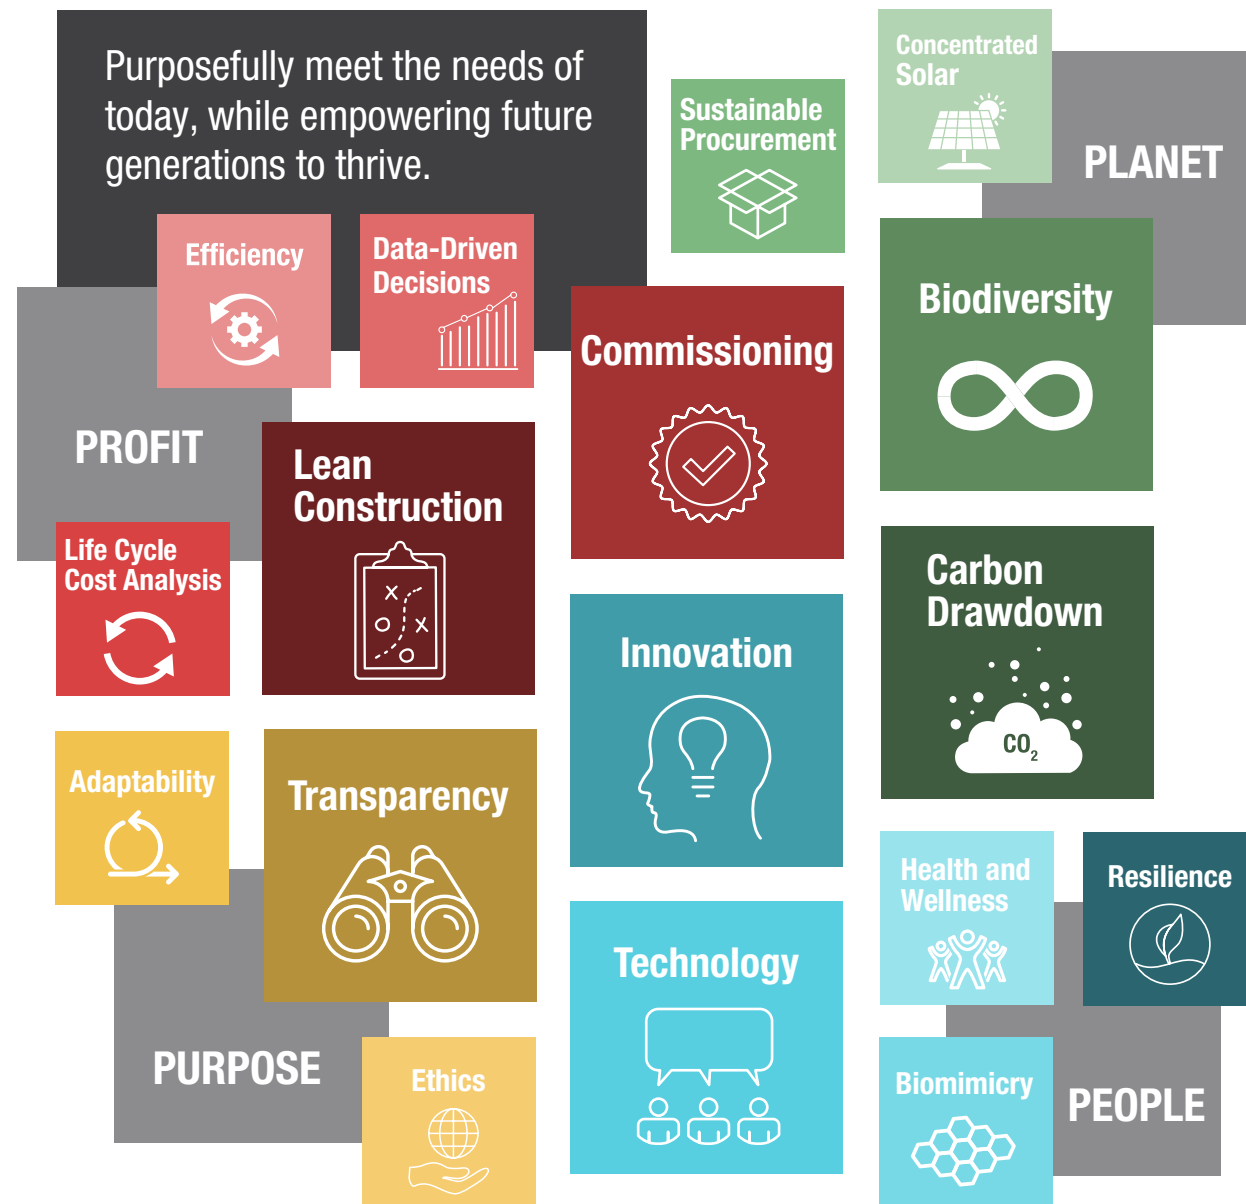 Purposefully meet the needs of
today, while empowering future
generations to thrive.
Efficiency
Data-Driven
Decisions
PROFIT
Lean
Construction
Life Cycle
Cost Analysis
Commissioning
Sustainable
Procurement
Concentrated
Solar
PLANET
Biodiversity
Carbon
Drawdown
CO₂
Innovation
Adaptability
Transparency
PURPOSE
Ethics
Technology
Health and
Wellness
Resilience
Biomimicry
PEOPLE